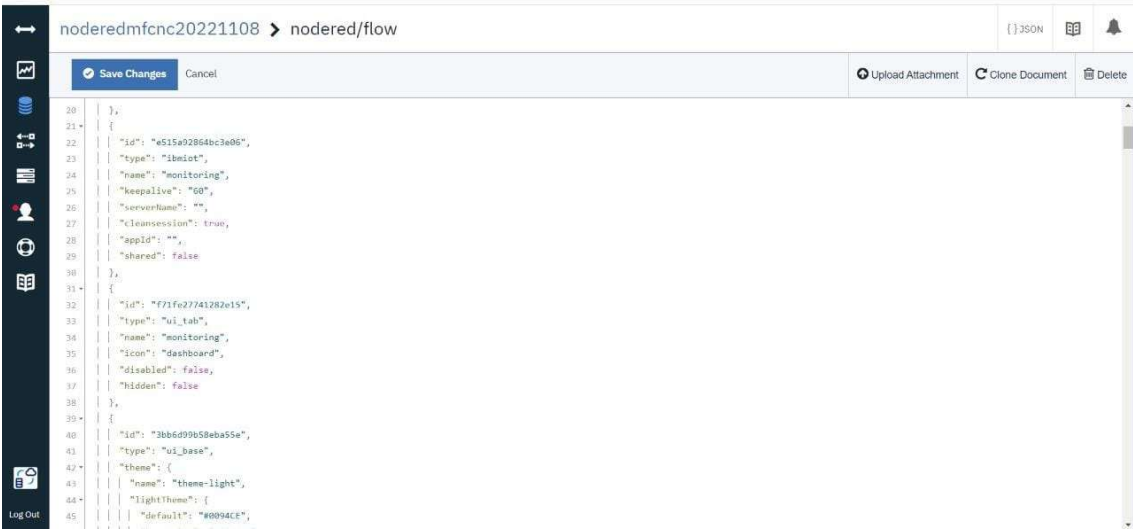 noderedmfcnc20221108 > nodered/flow
{ } JSON
Save Changes Cancel
Upload Attachment Clone Document Delete
20 },
21 {
22 "id": "e515a92864bc3e06",
23 "type": "ibmiot",
24 "name": "monitoring",
25 "keepalive": "60",
26 "serverName": "",
27 "cleansession": true,
28 "appId": "",
29 "shared": false
30 },
31 {
32 "id": "f71fe27741282e15",
33 "type": "ui_tab",
34 "name": "monitoring",
35 "icon": "dashboard",
36 "disabled": false,
37 "hidden": false
38 },
39 {
40 "id": "3bb6d99b58eba55e",
41 "type": "ui_base",
42 "theme": {
43 "name": "theme-light",
44 "lightTheme": {
45 "default": "#0094CE",
Log Out